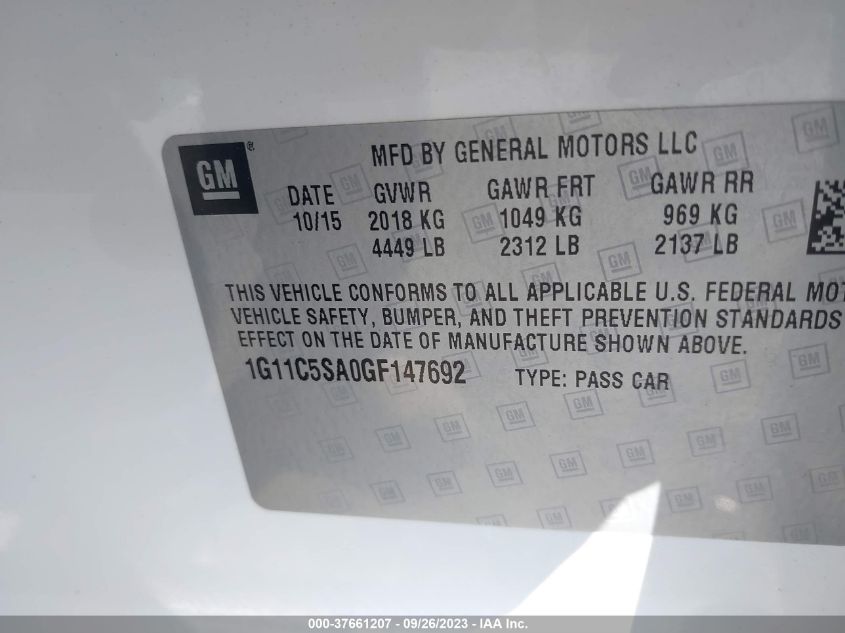 GM ® MFD BY GENERAL MOTORS LLC
DATE GVWR GAWR FRT GAWR RR
10/15 2018 KG 1049 KG 969 KG
4449 LB 2312 LB 2137 LB
THIS VEHICLE CONFORMS TO ALL APPLICABLE U.S. FEDERAL MOT
VEHICLE SAFETY, BUMPER, AND THEFT PREVENTION STANDARDS
EFFECT ON THE DATE OF MANUFACTURE SHOWN ABOVE.
1G11C5SA0GF147692 TYPE: PASS CAR
000-37661207 - 09/26/2023 - IAA Inc.